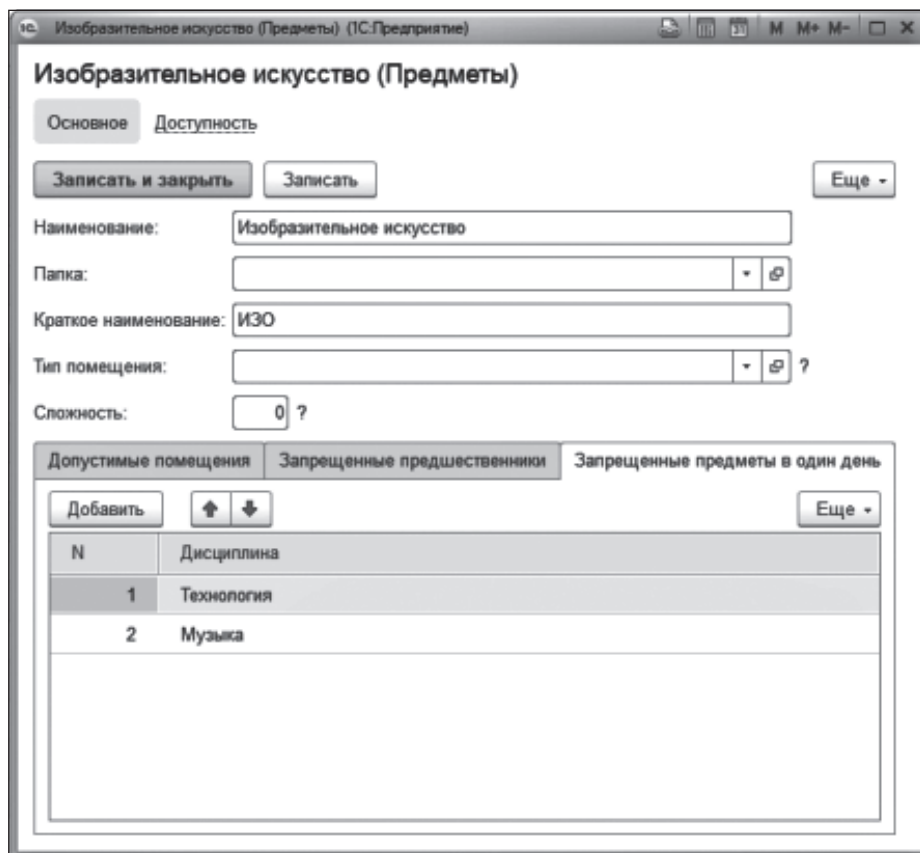 1С Изобразительное искусство (Предметы) (1С:Предприятие) 31 M M+ M-
Изобразительное искусство (Предметы)
Основное Доступность
Записать и закрыть Записать Еще
Наименование: Изобразительное искусство
Папка:
Краткое наименование: ИЗО
Тип помещения: ?
Сложность: 0 ?
Допустимые помещения Запрещенные предшественники Запрещенные предметы в один день
Добавить Еще
N Дисциплина
1 Технология
2 Музыка